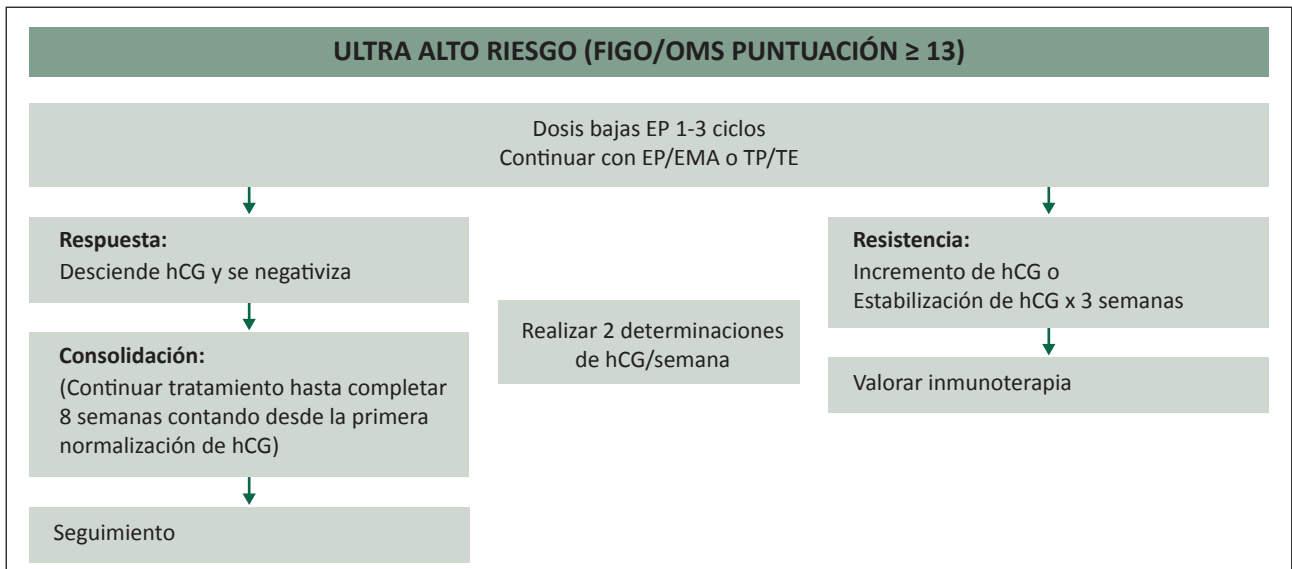 ULTRA ALTO RIESGO (FIGO/OMS PUNTUACIÓN ≥ 13)
Dosis bajas EP 1-3 ciclos
Continuar con EP/EMA o TP/TE
Respuesta:
Desciende hCG y se negativiza
Consolidación:
(Continuar tratamiento hasta completar
8 semanas contando desde la primera
normalización de hCG)
Seguimiento
Realizar 2 determinaciones
de hCG/semana
Resistencia:
Incremento de hCG o
Estabilización de hCG x 3 semanas
Valorar inmunoterapia